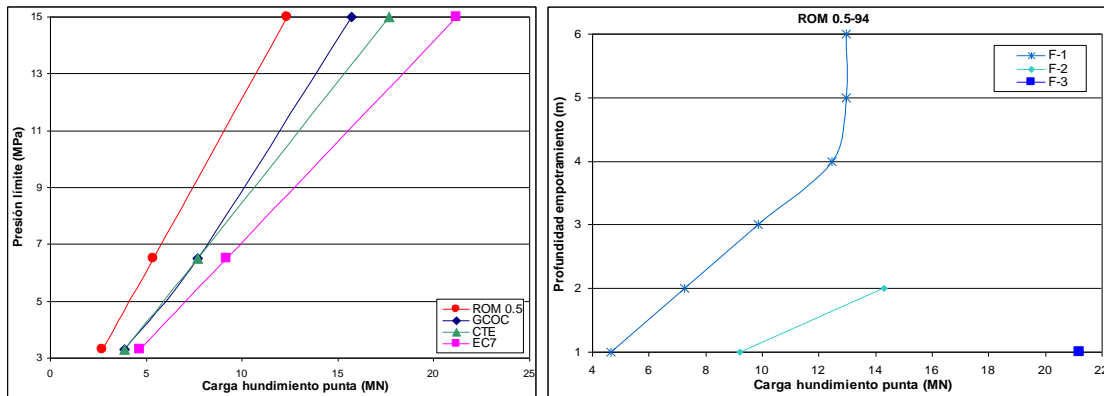 15
13
11
9
7
5
3
5
10
15
20
25
Presión límite (MPa)
Carga hundimiento punta (MN)
ROM 0.5
GCOC
CTE
EC7
ROM 0.5-94
6
5
4
3
2
1
4
6
8
10
12
14
16
18
20
22
Profundidad empotramiento (m)
Carga hundimiento punta (MN)
F-1
F-2
F-3